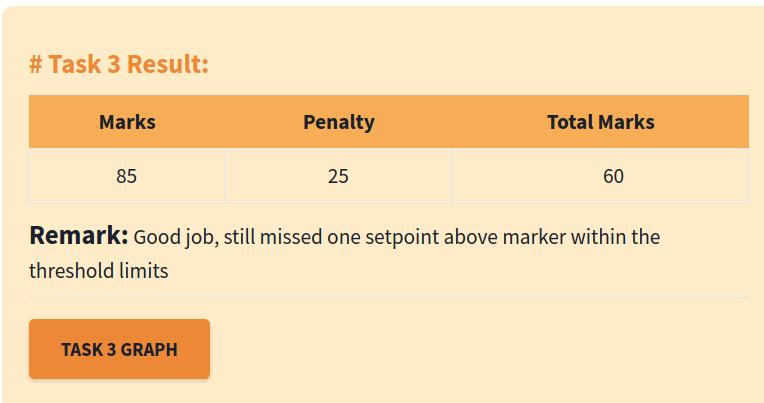 # Task 3 Result:
Marks Penalty Total Marks
85 25 60
Remark: Good job, still missed one setpoint above marker within the
threshold limits
TASK 3 GRAPH